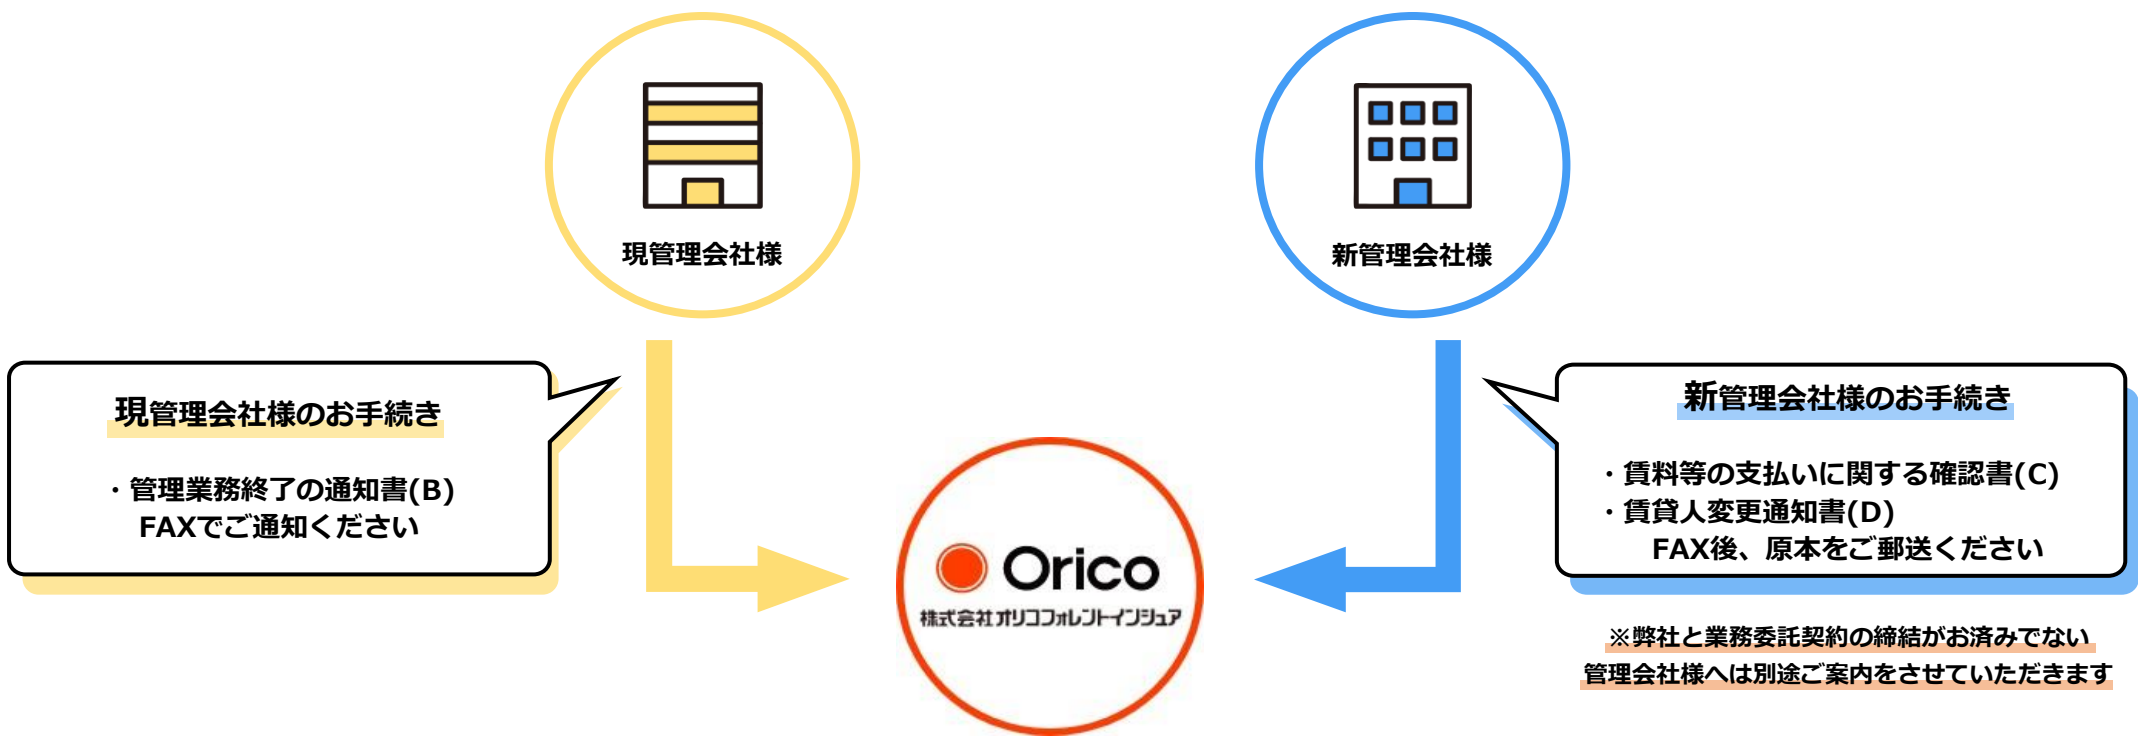 現管理会社様
新管理会社様
現管理会社様のお手続き
・管理業務終了の通知書(B)
FAXでご通知ください
新管理会社様のお手続き
・賃料等の支払いに関する確認書(C)
・賃貸人変更通知書(D)
FAX後、原本をご郵送ください
Orico
株式会社オリコフォレントインシュア
※弊社と業務委託契約の締結がお済みでない
管理会社様へは別途ご案内をさせていただきます